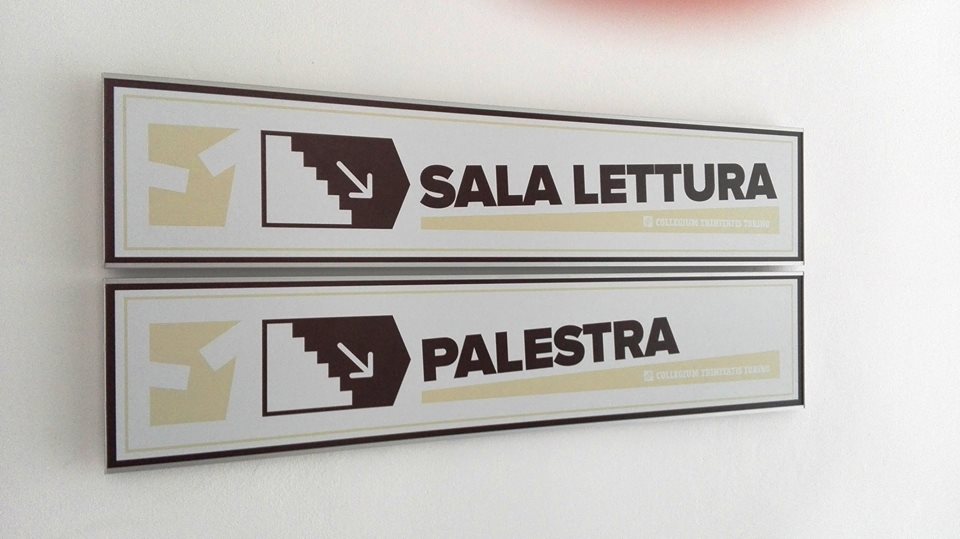 SALA LETTURA
COLLEGIUM TRINITATIS TORINO
PALESTRA
COLLEGIUM TRINITATIS TORINO